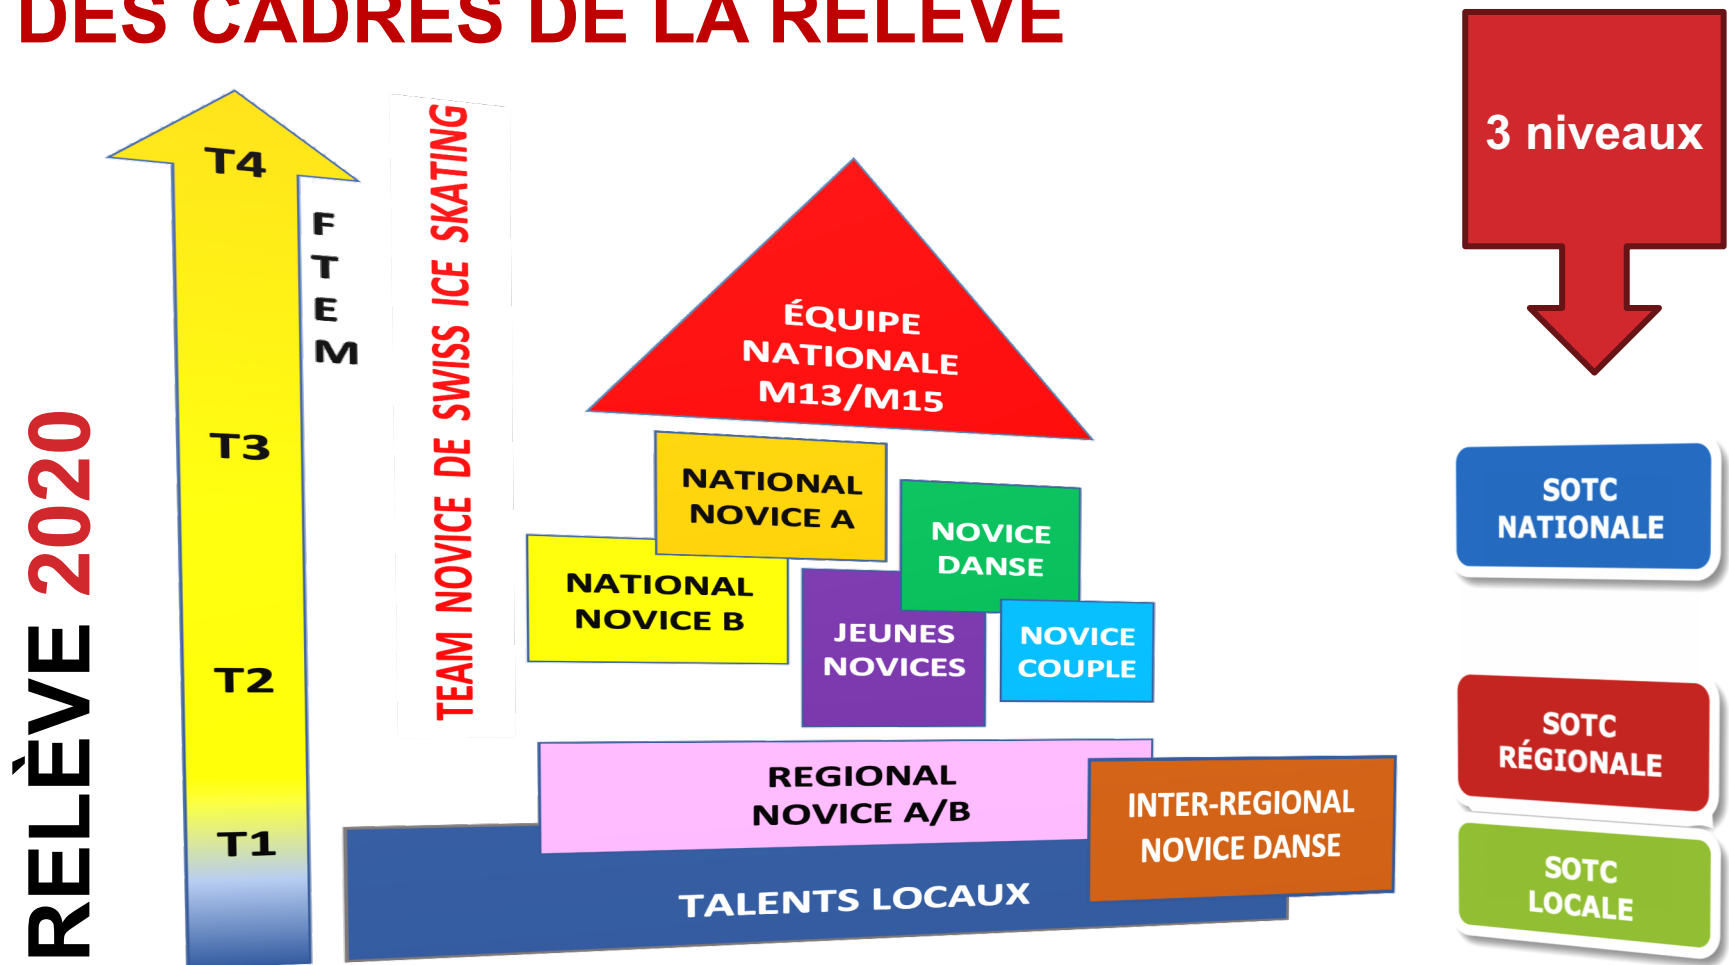 DES CADRES DE LA RELÈVE
3 niveaux
T4
F
T
E
M
T3
T2
T1
RELÈVE 2020
TEAM NOVICE DE SWISS ICE SKATING
ÉQUIPE
NATIONALE
M13/M15
NATIONAL
NOVICE A
NOVICE
DANSE
NATIONAL
NOVICE B
JEUNES
NOVICES
NOVICE
COUPLE
REGIONAL
NOVICE A/B
INTER-REGIONAL
NOVICE DANSE
TALENTS LOCAUX
SOTC
NATIONALE
SOTC
RÉGIONALE
SOTC
LOCALE